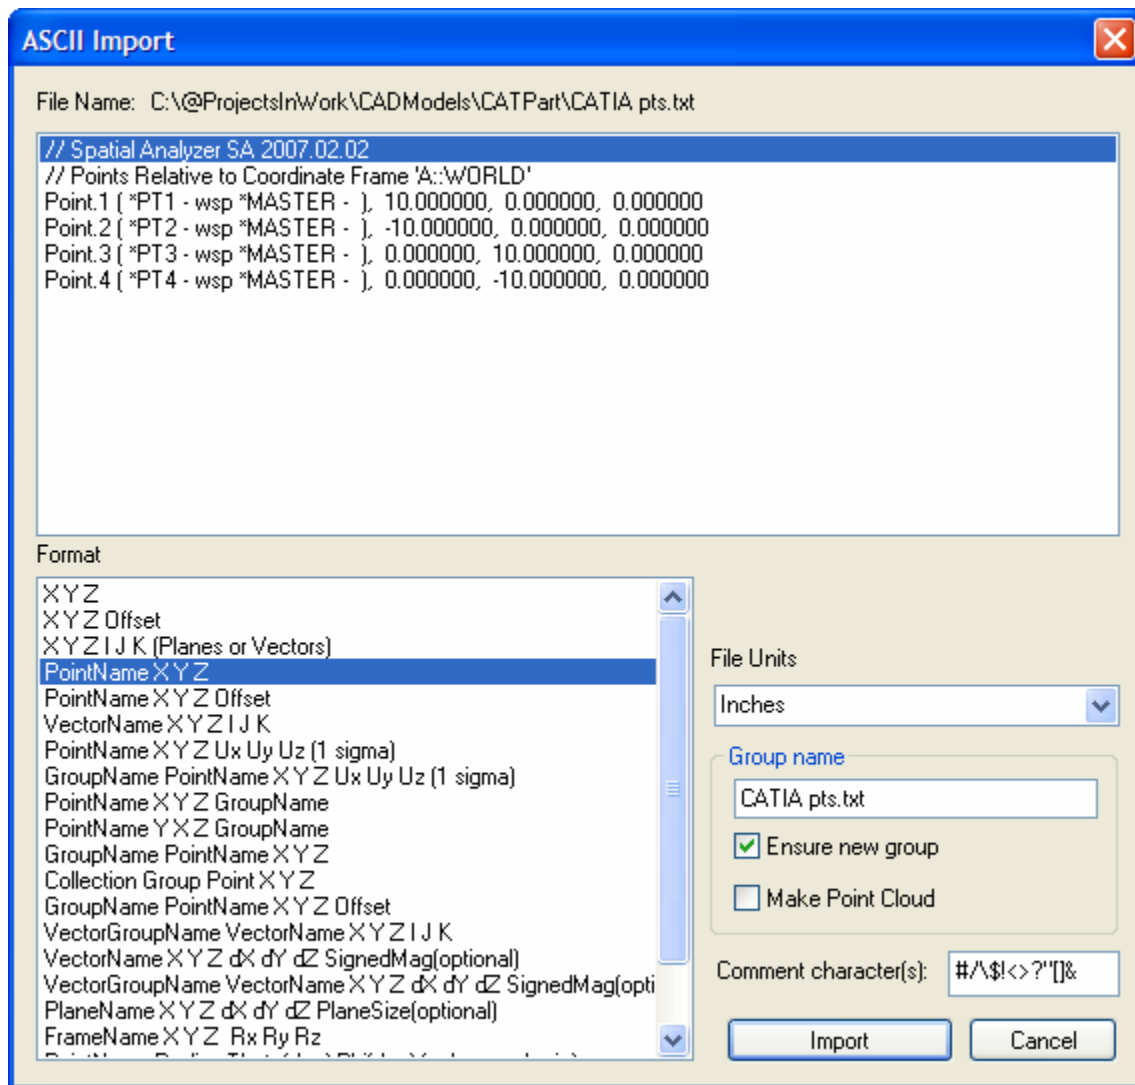 ASCII Import
File Name: C:\@ProjectsInWork\CADModels\CATPart\CATIA pts.txt
// Spatial Analyzer SA 2007.02.02
// Points Relative to Coordinate Frame 'A::WORLD'
Point.1 ( *PT1 - wsp *MASTER - ), 10.000000, 0.000000, 0.000000
Point.2 ( *PT2 - wsp *MASTER - ), -10.000000, 0.000000, 0.000000
Point.3 ( *PT3 - wsp *MASTER - ), 0.000000, 10.000000, 0.000000
Point.4 ( *PT4 - wsp *MASTER - ), 0.000000, -10.000000, 0.000000
Format
X Y Z
X Y Z Offset
X Y Z I J K (Planes or Vectors)
PointName X Y Z
PointName X Y Z Offset
VectorName X Y Z I J K
PointName X Y Z Ux Uy Uz (1 sigma)
GroupName PointName X Y Z Ux Uy Uz (1 sigma)
PointName X Y Z GroupName
PointName Y X Z GroupName
GroupName PointName X Y Z
Collection Group Point X Y Z
GroupName PointName X Y Z Offset
VectorGroupName VectorName X Y Z I J K
VectorName X Y Z dX dY dZ SignedMag(optional)
VectorGroupName VectorName X Y Z dX dY dZ SignedMag(opti
PlaneName X Y Z dX dY dZ PlaneSize(optional)
FrameName X Y Z Rx Ry Rz
File Units
Inches
Group name
CATIA pts.txt
Ensure new group
Make Point Cloud
Comment character(s): #/\$!<>?"[]&
Import
Cancel